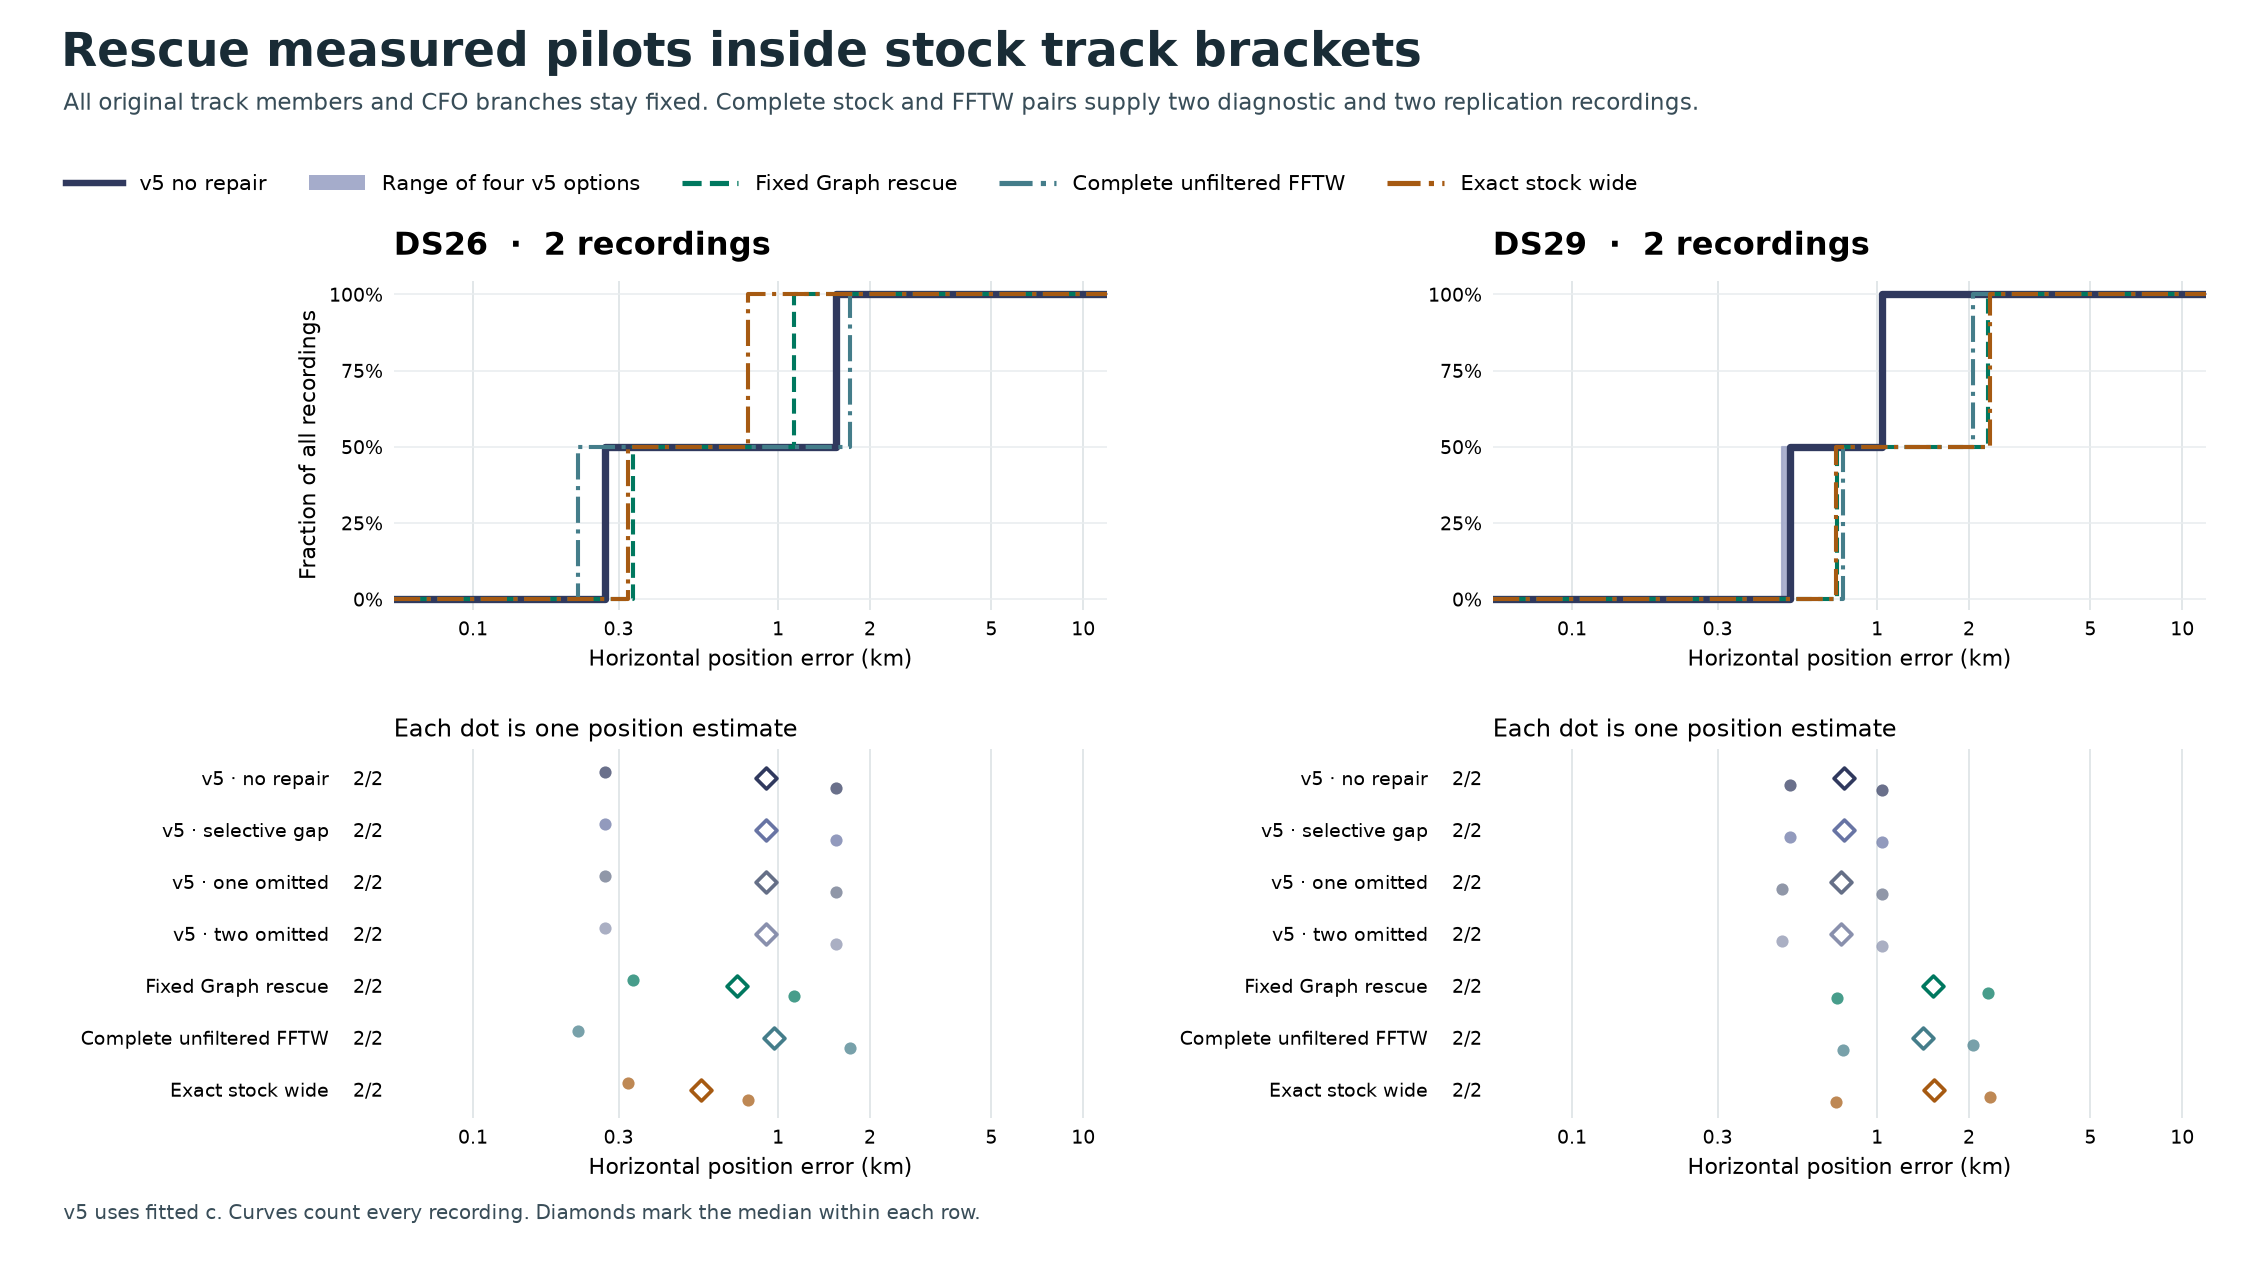 Rescue measured pilots inside stock track brackets
All original track members and CFO branches stay fixed. Complete stock and FFTW pairs supply two diagnostic and two replication recordings.
v5 no repair
Range of four v5 options
Fixed Graph rescue
Complete unfiltered FFTW
Exact stock wide
DS26 · 2 recordings
Fraction of all recordings
100%
75%
50%
25%
0%
0.1 0.3 1 2 5 10
Horizontal position error (km)
DS29 · 2 recordings
100%
75%
50%
25%
0%
0.1 0.3 1 2 5 10
Horizontal position error (km)
Each dot is one position estimate
v5 · no repair 2/2
v5 · selective gap 2/2
v5 · one omitted 2/2
v5 · two omitted 2/2
Fixed Graph rescue 2/2
Complete unfiltered FFTW 2/2
Exact stock wide 2/2
0.1 0.3 1 2 5 10
Horizontal position error (km)
Each dot is one position estimate
v5 · no repair 2/2
v5 · selective gap 2/2
v5 · one omitted 2/2
v5 · two omitted 2/2
Fixed Graph rescue 2/2
Complete unfiltered FFTW 2/2
Exact stock wide 2/2
0.1 0.3 1 2 5 10
Horizontal position error (km)
v5 uses fitted c. Curves count every recording. Diamonds mark the median within each row.